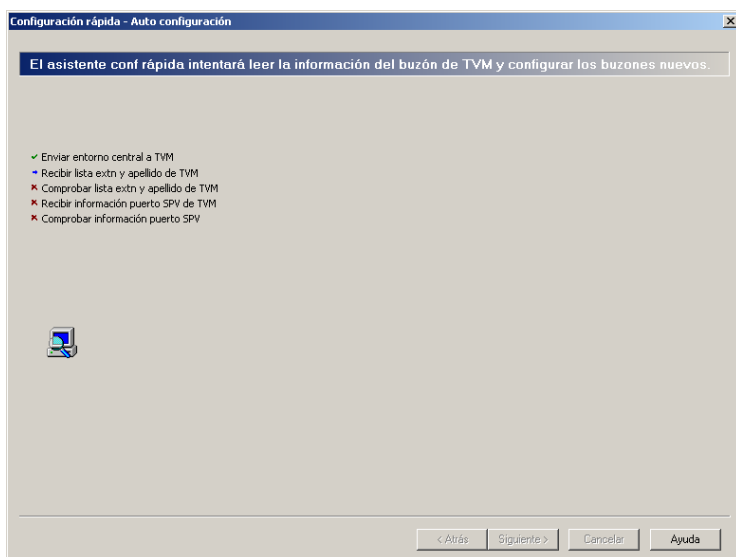 Configuración rápida - Auto configuración
El asistente conf rápida intentará leer la información del buzón de TVM y configurar los buzones nuevos.
Enviar entorno central a TVM
Recibir lista extn y apellido de TVM
Comprobar lista extn y apellido de TVM
Recibir información puerto SPV de TVM
Comprobar información puerto SPV
< Atrás Siguiente > Cancelar Ayuda